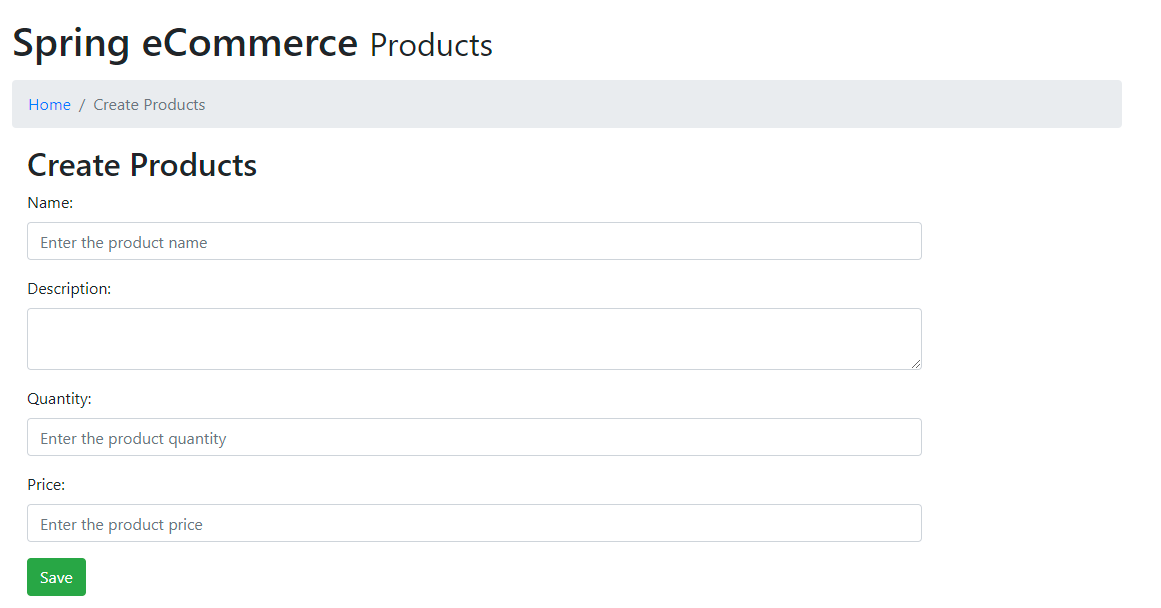 Spring eCommerce Products
Home / Create Products
Create Products
Name:
Enter the product name
Description:
Quantity:
Enter the product quantity
Price:
Enter the product price
Save